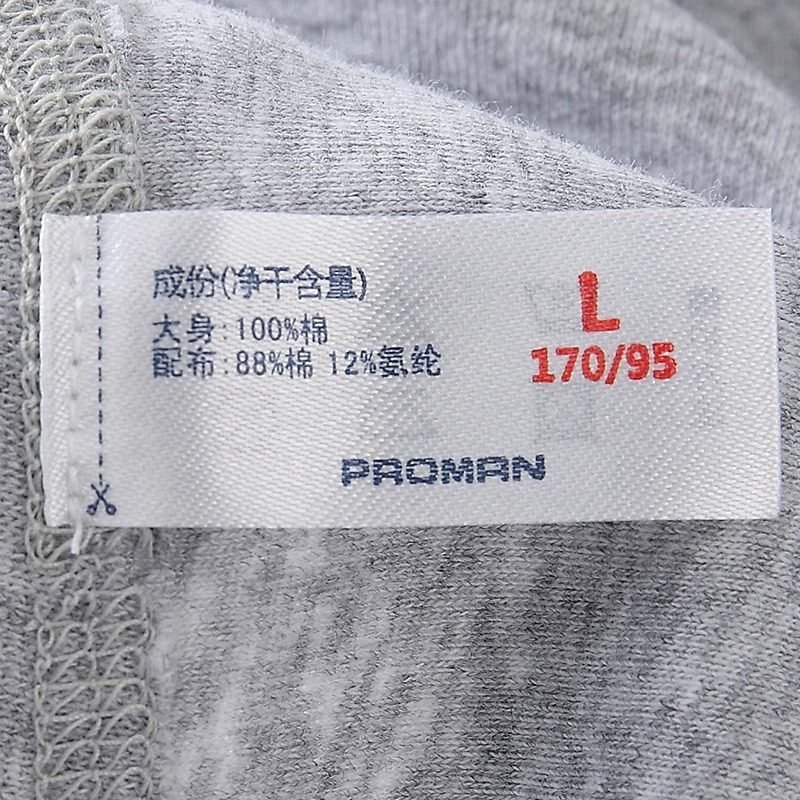 成份(净干含量)
大身:100%棉
配布:88%棉 12%氨纶
L
170/95
PROMAN